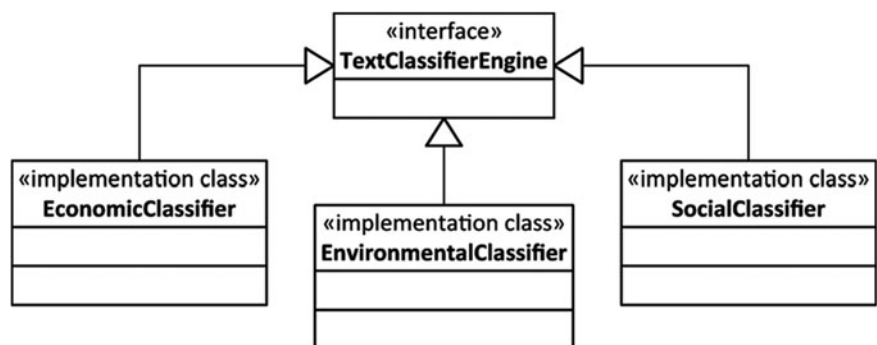 «interface»
TextClassifierEngine
«implementation class»
EconomicClassifier
«implementation class»
EnvironmentalClassifier
«implementation class»
SocialClassifier